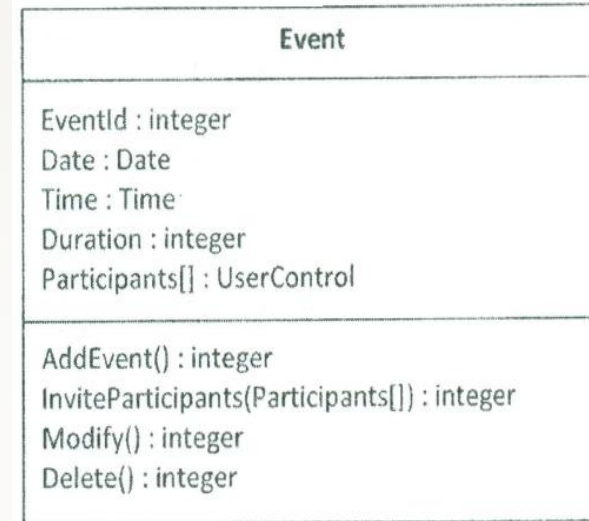 Event
EventId : integer
Date : Date
Time : Time
Duration : integer
Participants[] : UserControl
AddEvent() : integer
InviteParticipants(Participants[]) : integer
Modify() : integer
Delete() : integer